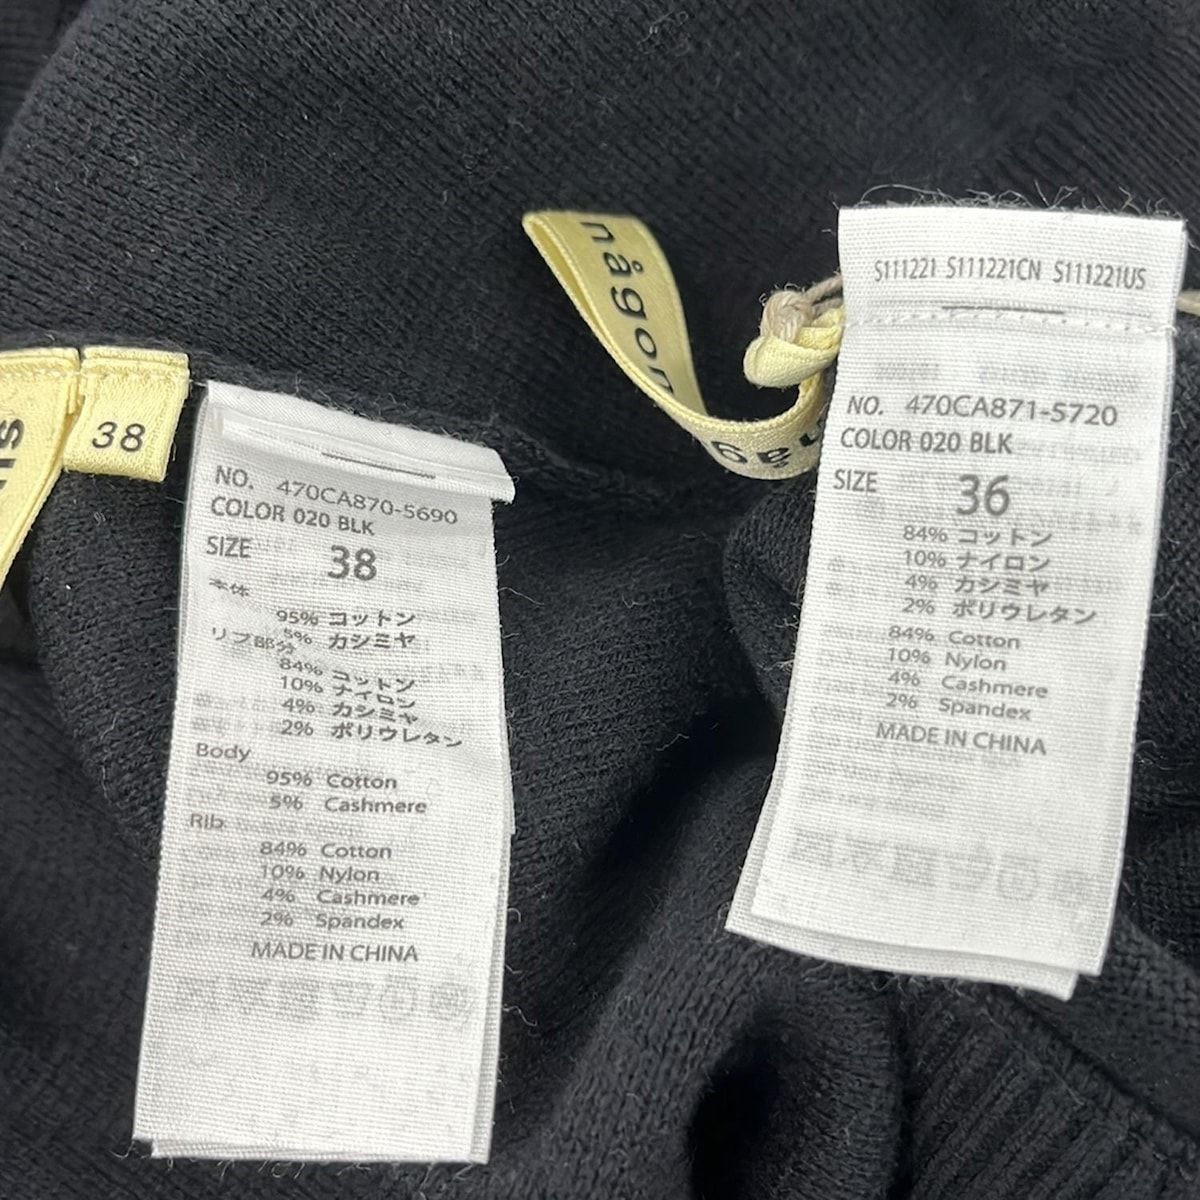 38
NO. 470CA870-5690
COLOR 020 BLK
SIZE 38
本体
95% コットン
5% カシミヤ
リブ部分
84% コットン
10% ナイロン
4% カシミヤ
2% ポリウレタン
Body
95% Cotton
5% Cashmere
Rib
84% Cotton
10% Nylon
4% Cashmere
2% Spandex
MADE IN CHINA
någon
S111221 S111221CN S111221US
NO. 470CA871-5720
COLOR 020 BLK
SIZE 36
84% コットン
10% ナイロン
4% カシミヤ
2% ポリウレタン
84% Cotton
10% Nylon
4% Cashmere
2% Spandex
MADE IN CHINA